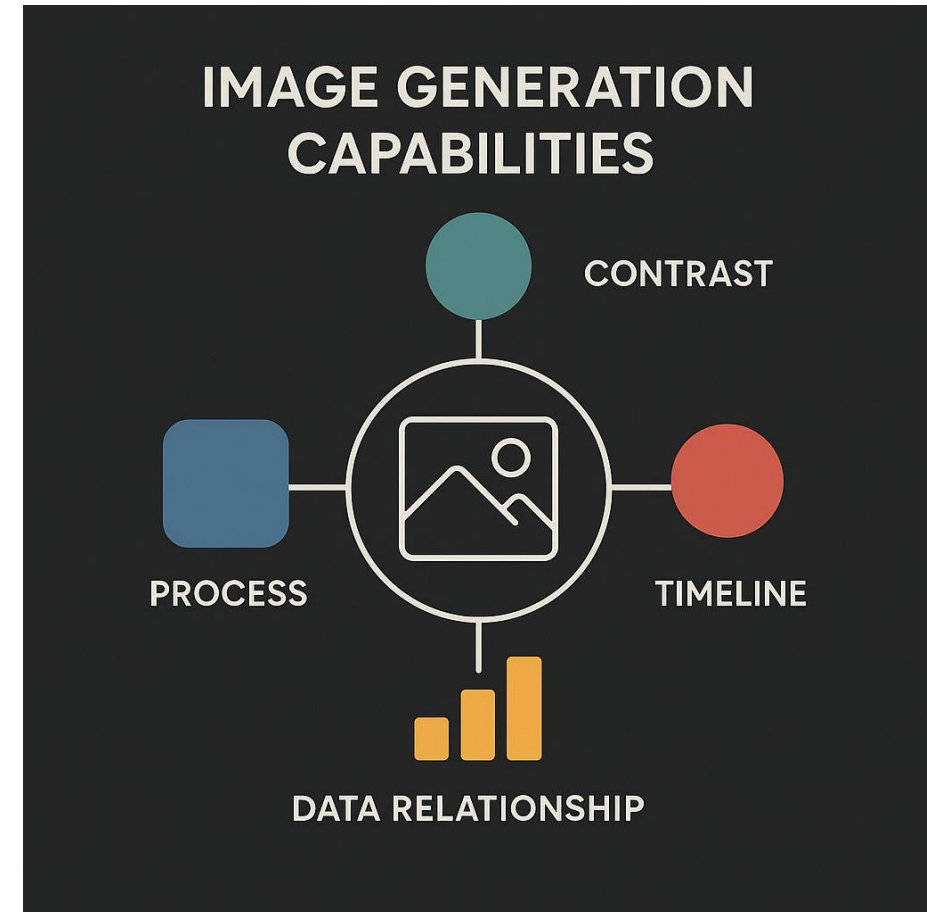 IMAGE GENERATION
CAPABILITIES
CONTRAST
PROCESS
TIMELINE
DATA RELATIONSHIP